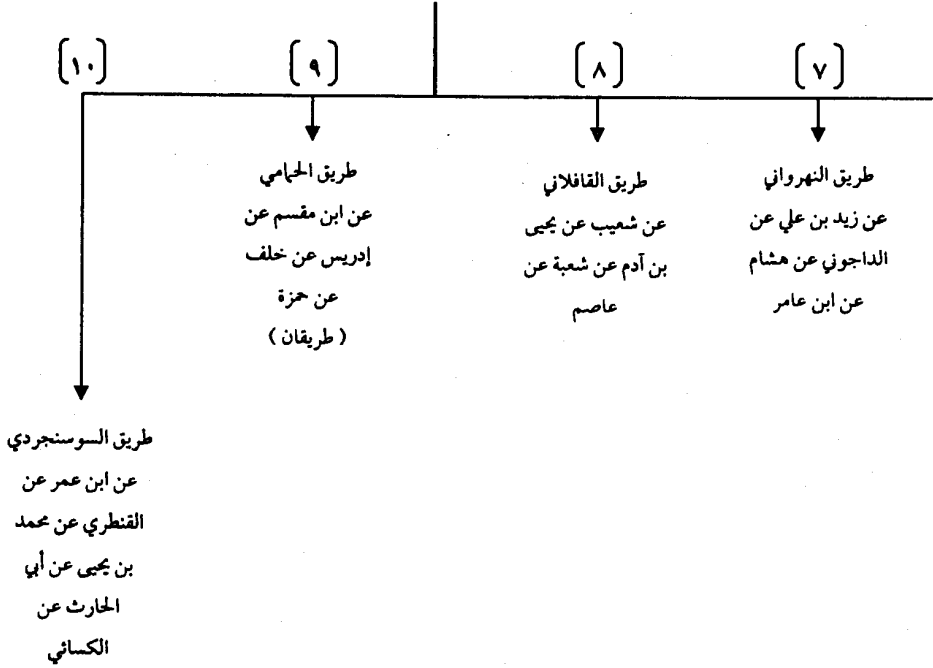 [٧]
طريق النهرواني
عن زيد بن علي عن
الداجوني عن هشام
عن ابن عامر
[٨]
طريق القافلاني
عن شعيب عن يحيى
بن آدم عن شعبة عن
عاصم
[٩]
طريق الحمامي
عن ابن مقسم عن
إدريس عن خلف
عن حمزة
( طريقان )
[١٠]
طريق السوسنجردي
عن ابن عمر عن
القنطري عن محمد
بن يحيى عن أبي
الحارث عن
الكسائي